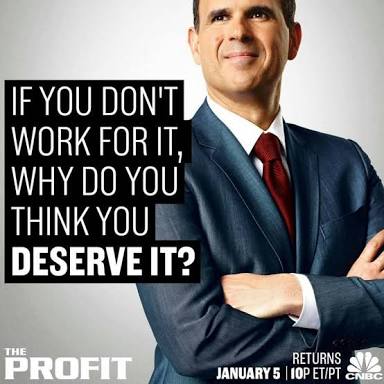 IF YOU DON'T
WORK FOR IT,
WHY DO YOU
THINK YOU
DESERVE IT?
THE
PROFIT
RETURNS
JANUARY 5 | 10P ET/PT
CNBC